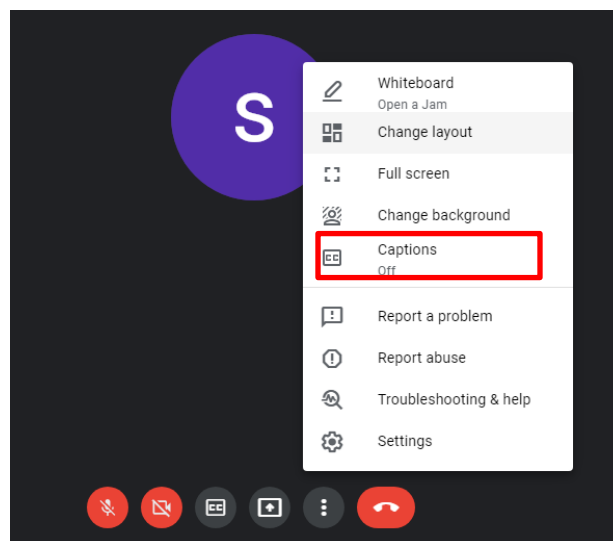 S
Whiteboard
Open a Jam
Change layout
Full screen
Change background
Captions
Off
Report a problem
Report abuse
Troubleshooting & help
Settings